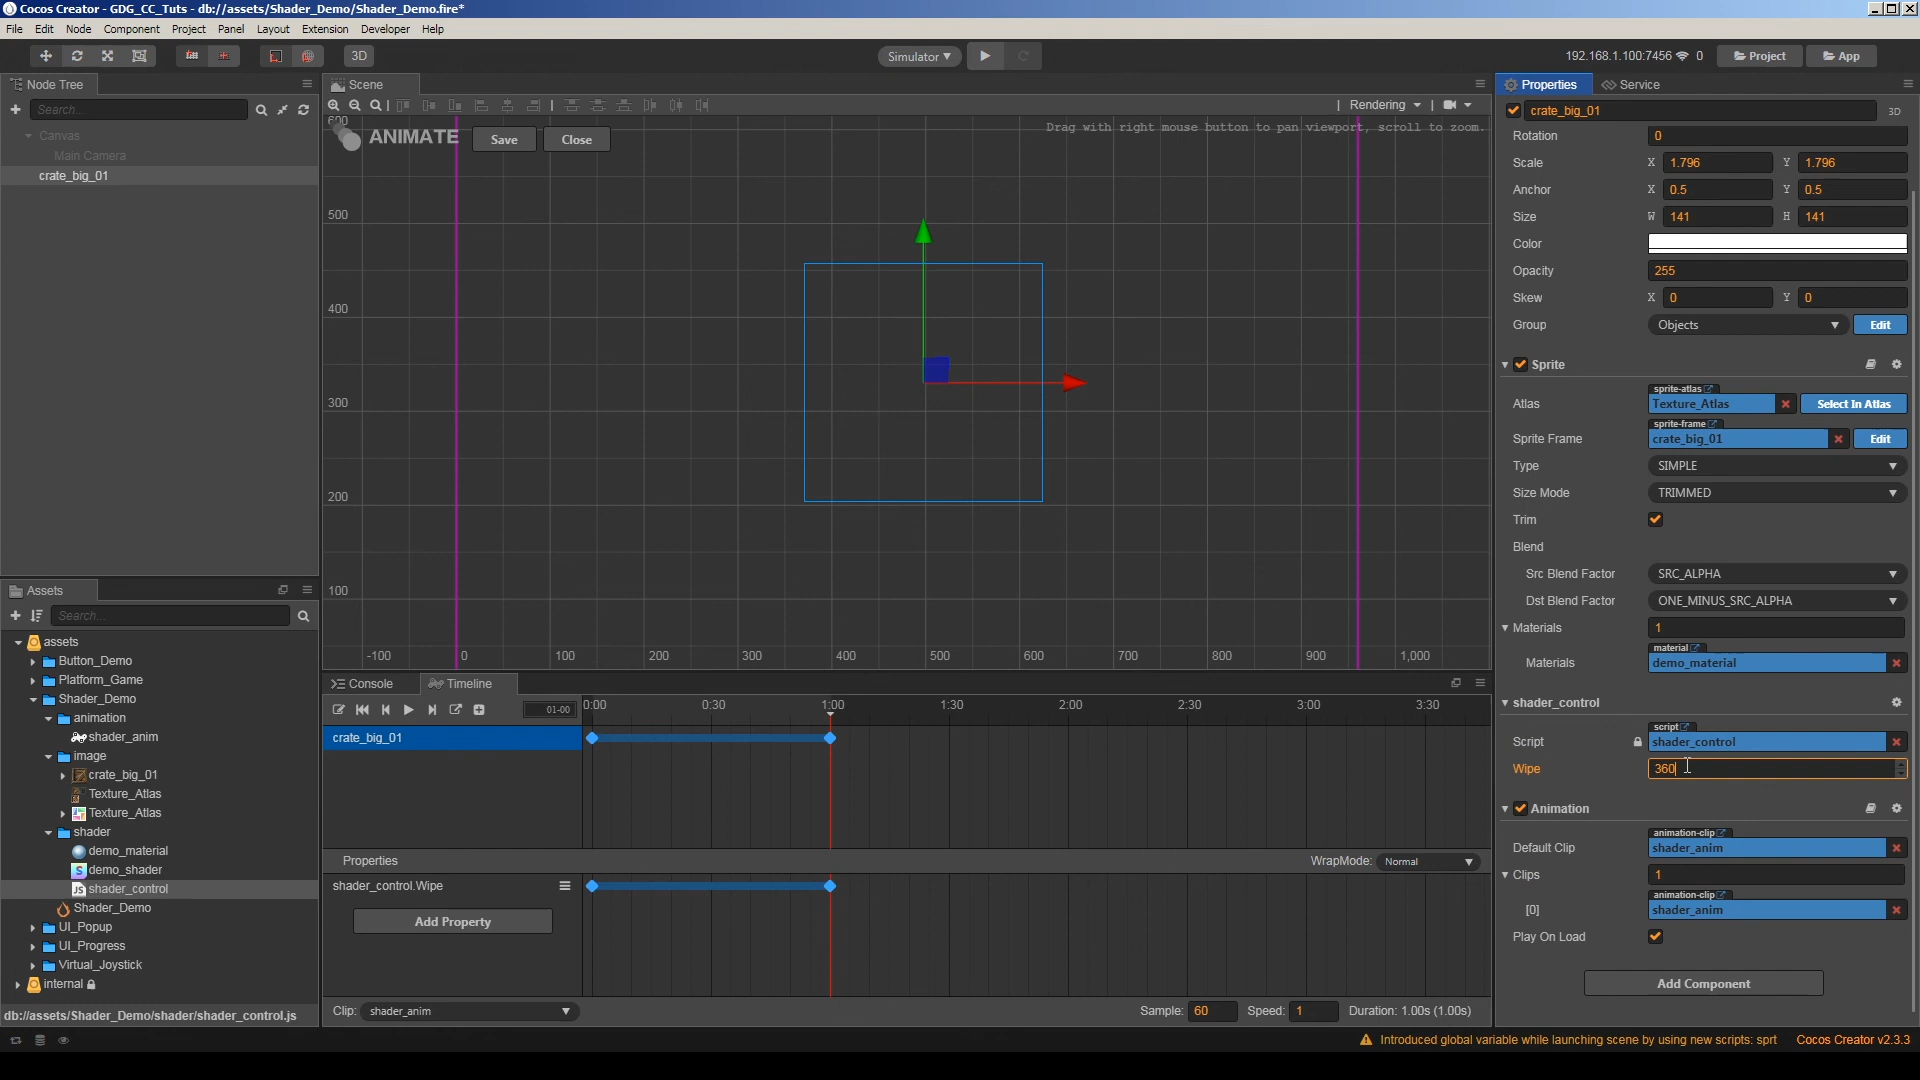 Cocos Creator - GDG_CC_Tuts - db://assets/Shader_Demo/Shader_Demo.fire*
File Edit Node Component Project Panel Layout Extension Developer Help
3D
Simulator
192.168.1.100:7456 0
Project
App
Node Tree
Search...
Canvas
Main Camera
crate_big_01
Scene
Rendering
ANIMATE
Save
Close
Drag with right mouse button to pan viewport, scroll to zoom.
600
500
400
300
200
100
-100 0 100 200 300 400 500 600 700 800 900 1,000
Assets
Search...
assets
Button_Demo
Platform_Game
Shader_Demo
animation
shader_anim
image
crate_big_01
Texture_Atlas
Texture_Atlas
shader
demo_material
demo_shader
JS shader_control
Shader_Demo
UI_Popup
UI_Progress
Virtual_Joystick
internal
db://assets/Shader_Demo/shader/shader_control.js
Console
Timeline
01-00
0:00 0:30 1:00 1:30 2:00 2:30 3:00 3:30
crate_big_01
Properties
WrapMode: Normal
shader_control.Wipe
Add Property
Clip: shader_anim
Sample: 60 Speed: 1 Duration: 1.00s (1.00s)
Properties
Service
crate_big_01 3D
Rotation 0
Scale X 1.796 Y 1.796
Anchor X 0.5 Y 0.5
Size W 141 H 141
Color
Opacity 255
Skew X 0 Y 0
Group Objects Edit
Sprite
sprite-atlas
Atlas Texture_Atlas Select In Atlas
sprite-frame
Sprite Frame crate_big_01 Edit
Type SIMPLE
Size Mode TRIMMED
Trim
Blend
Src Blend Factor SRC_ALPHA
Dst Blend Factor ONE_MINUS_SRC_ALPHA
Materials 1
material
Materials demo_material
shader_control
script
Script shader_control
Wipe 360
Animation
animation-clip
Default Clip shader_anim
Clips 1
animation-clip
[0] shader_anim
Play On Load
Add Component
Introduced global variable while launching scene by using new scripts: sprt
Cocos Creator v2.3.3